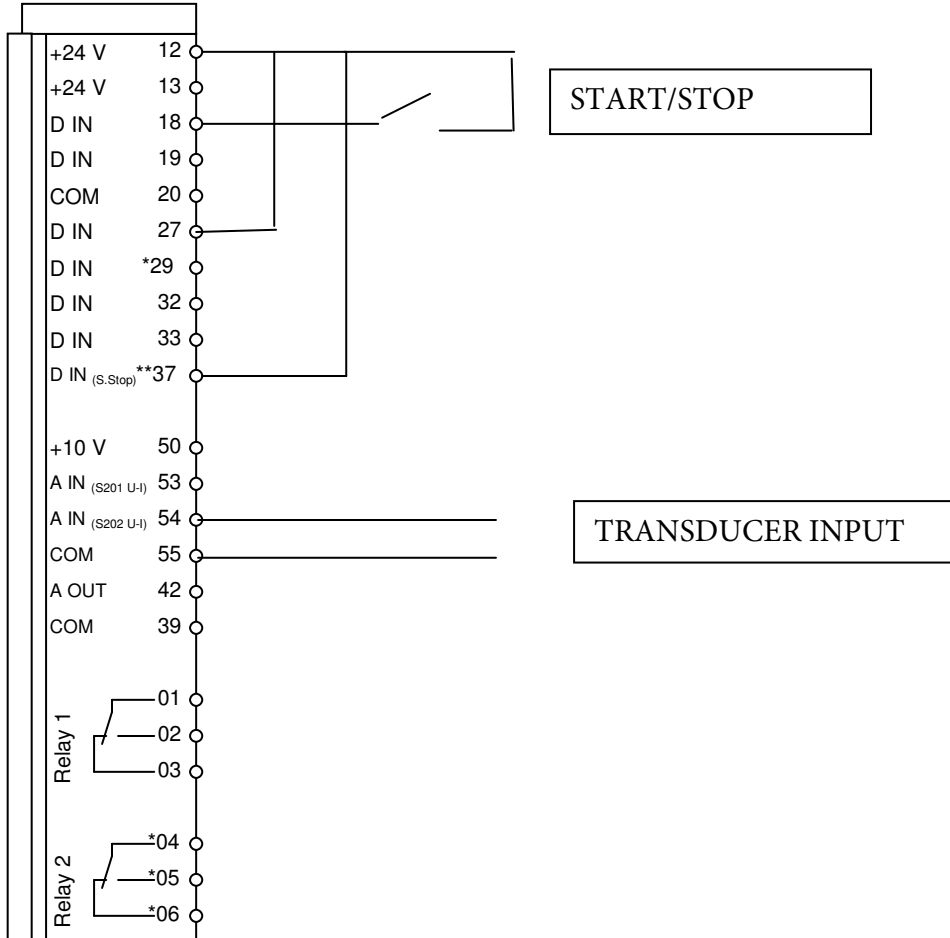 +24 V 12
+24 V 13
D IN 18
START/STOP
D IN 19
COM 20
D IN 27
D IN *29
D IN 32
D IN 33
D IN (S.Stop)**37
+10 V 50
A IN (S201 U-I) 53
A IN (S202 U-I) 54
TRANSDUCER INPUT
COM 55
A OUT 42
COM 39
Relay 1
01
02
03
Relay 2
*04
*05
*06